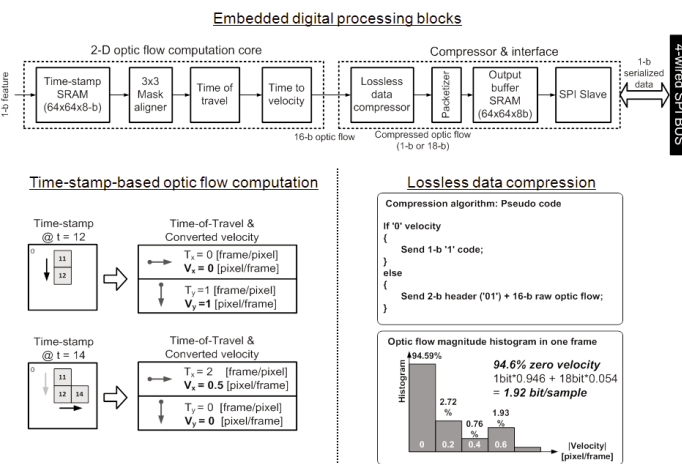 Embedded digital processing blocks
2-D optic flow computation core
Compressor & interface
1-b feature
Time-stamp
SRAM
(64x64x8-b)
3x3
Mask
aligner
Time of
travel
Time to
velocity
16-b optic flow
Lossless
data
compressor
Packetizer
Output
buffer
SRAM
(64x64x8b)
SPI Slave
Compressed optic flow
(1-b or 18-b)
1-b
serialized
data
4-wired SPI BUS
Time-stamp-based optic flow computation
Time-stamp
@ t = 12
0
11
12
Time-of-Travel &
Converted velocity
Tx = 0 [frame/pixel]
Vx = 0 [pixel/frame]
Ty =1 [frame/pixel]
Vy =1 [pixel/frame]
Time-stamp
@ t = 14
0
11
12 14
Time-of-Travel &
Converted velocity
Tx = 2 [frame/pixel]
Vx = 0.5 [pixel/frame]
Ty = 0 [frame/pixel]
Vy = 0 [pixel/frame]
Lossless data compression
Compression algorithm: Pseudo code
If '0' velocity
{
Send 1-b '1' code;
}
else
{
Send 2-b header ('01') + 16-b raw optic flow;
}
Optic flow magnitude histogram in one frame
Histogram
94.59%
2.72
%
0.76
%
1.93
%
0 0.2 0.4 0.6
94.6% zero velocity
1bit*0.946 + 18bit*0.054
= 1.92 bit/sample
|Velocity|
[pixel/frame]